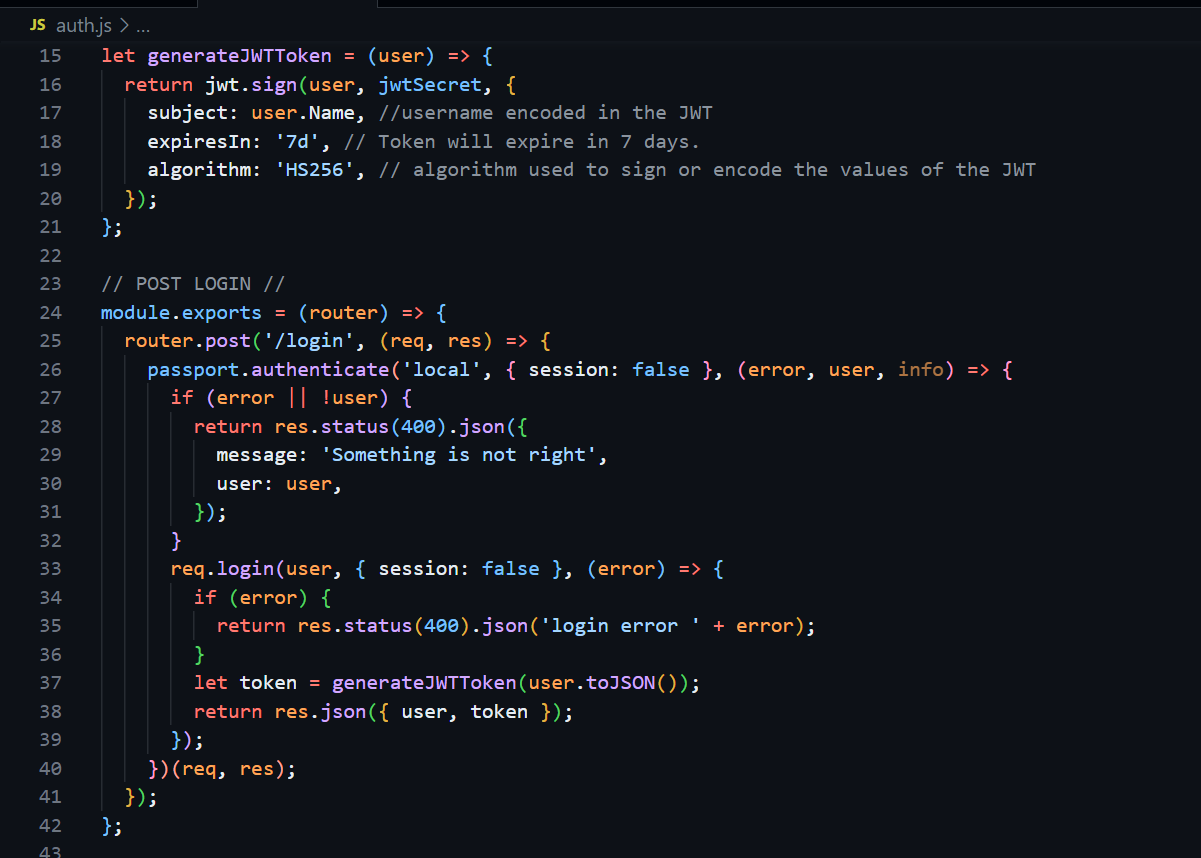 JS auth.js > ...
15 let generateJWTToken = (user) => {
16 return jwt.sign(user, jwtSecret, {
17 subject: user.Name, //username encoded in the JWT
18 expiresIn: '7d', // Token will expire in 7 days.
19 algorithm: 'HS256', // algorithm used to sign or encode the values of the JWT
20 });
21 };
22
23 // POST LOGIN //
24 module.exports = (router) => {
25 router.post('/login', (req, res) => {
26 passport.authenticate('local', { session: false }, (error, user, info) => {
27 if (error || !user) {
28 return res.status(400).json({
29 message: 'Something is not right',
30 user: user,
31 });
32 }
33 req.login(user, { session: false }, (error) => {
34 if (error) {
35 return res.status(400).json('login error ' + error);
36 }
37 let token = generateJWTToken(user.toJSON());
38 return res.json({ user, token });
39 });
40 })(req, res);
41 });
42 };
43